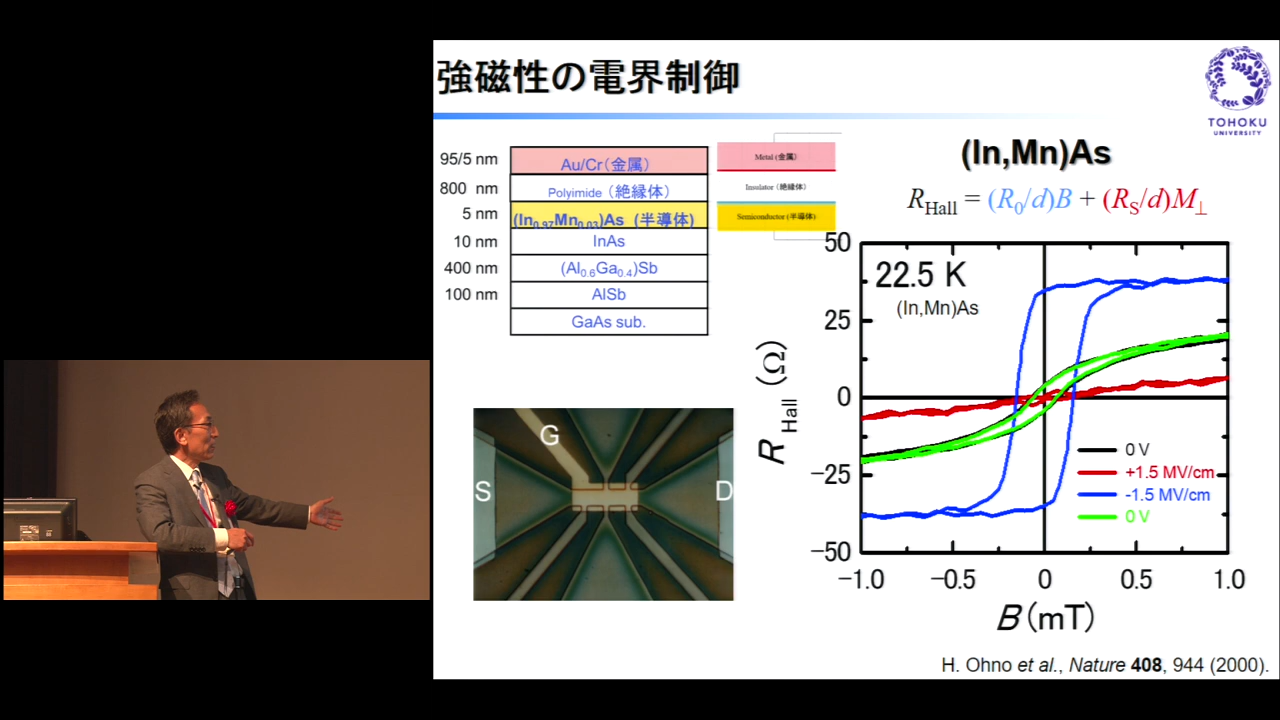 強磁性の電界制御
TOHOKU
UNIVERSITY
95/5 nm Au/Cr(金属)
800 nm Polyimide (絶縁体)
5 nm (In0.97Mn0.03)As (半導体)
10 nm InAs
400 nm (Al0.6Ga0.4)Sb
100 nm AlSb
GaAs sub.
Metal (金属)
Insulator (絶縁体)
Semiconductor (半導体)
G
S
D
(In,Mn)As
RHall = (R0/d)B + (RS/d)M⊥
22.5 K
(In,Mn)As
50
25
0
−25
−50
RHall (Ω)
0 V
+1.5 MV/cm
-1.5 MV/cm
0 V
−1.0 −0.5 0 0.5 1.0
B (mT)
H. Ohno et al., Nature 408, 944 (2000).